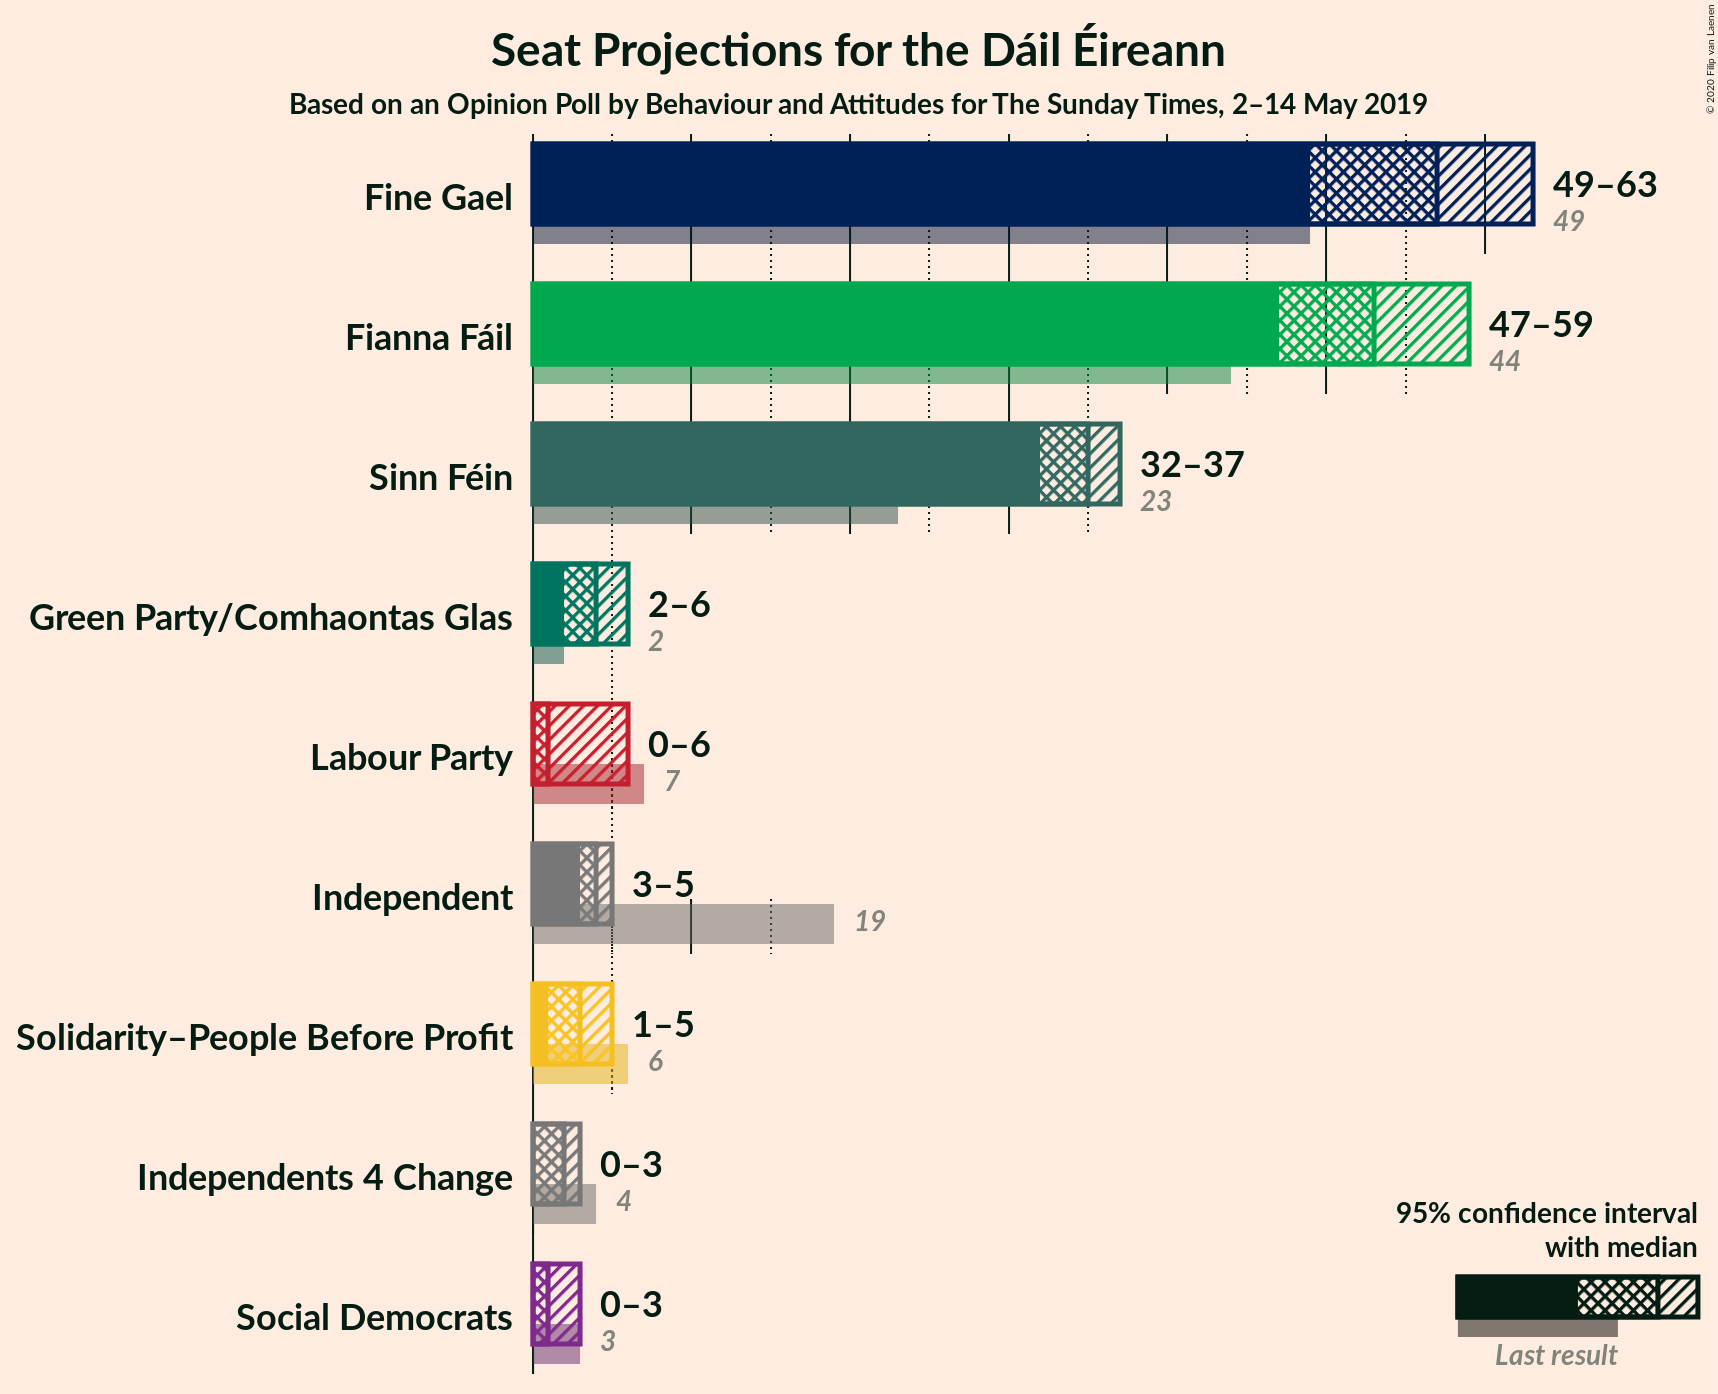 Seat Projections for the Dáil Éireann
Based on an Opinion Poll by Behaviour and Attitudes for The Sunday Times, 2–14 May 2019
© 2020 Filip van Laenen
Fine Gael
49–63
49
Fianna Fáil
47–59
44
Sinn Féin
32–37
23
Green Party/Comhaontas Glas
2–6
2
Labour Party
0–6
7
Independent
3–5
19
Solidarity–People Before Profit
1–5
6
Independents 4 Change
0–3
4
Social Democrats
0–3
3
95% confidence interval
with median
Last result